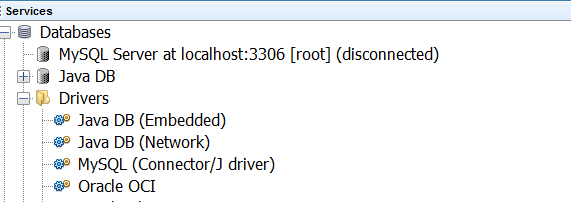 Services
Databases
MySQL Server at localhost:3306 [root] (disconnected)
Java DB
Drivers
Java DB (Embedded)
Java DB (Network)
MySQL (Connector/J driver)
Oracle OCI